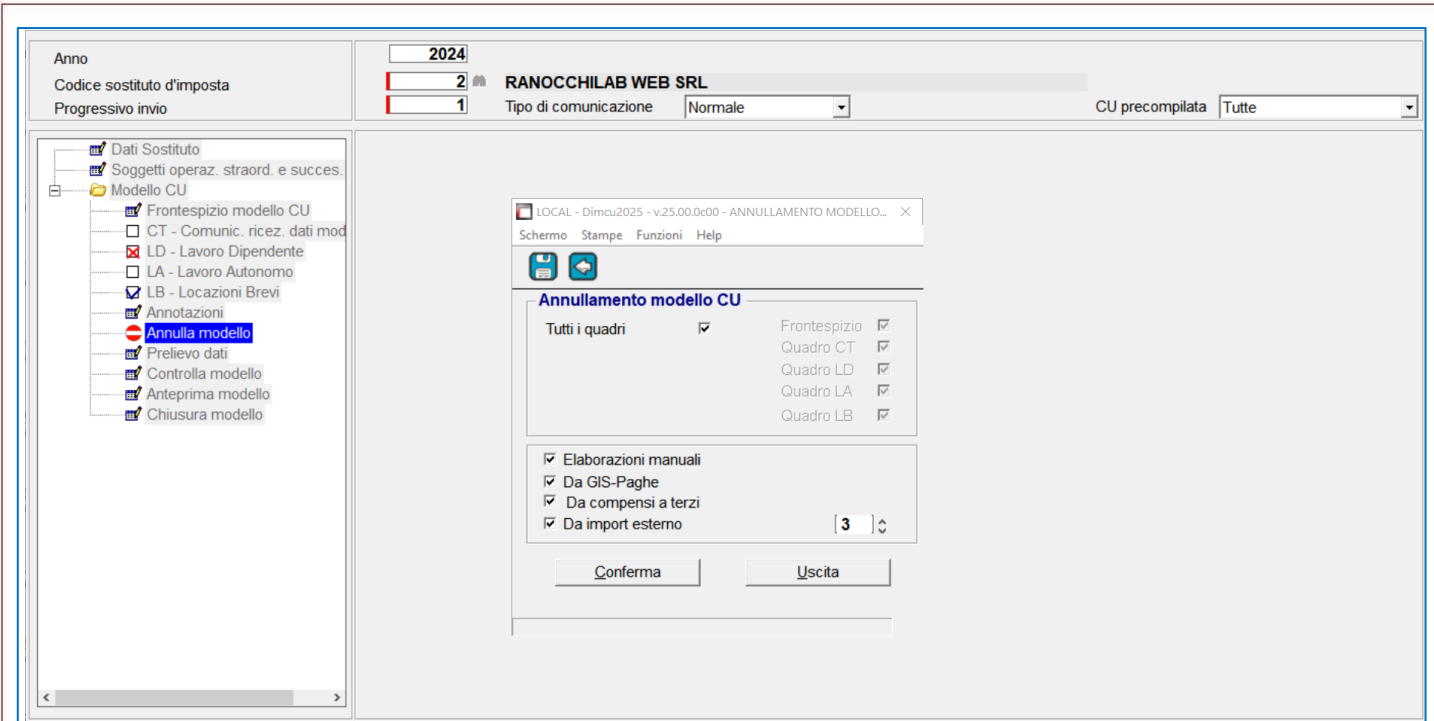 Anno 2024
Codice sostituto d'imposta 2 RANOCCHILAB WEB SRL
Progressivo invio 1 Tipo di comunicazione Normale CU precompilata Tutte
Dati Sostituto
Soggetti operaz. straord. e succes.
Modello CU
Frontespizio modello CU
CT - Comunic. ricez. dati mod
LD - Lavoro Dipendente
LA - Lavoro Autonomo
LB - Locazioni Brevi
Annotazioni
Annulla modello
Prelievo dati
Controlla modello
Anteprima modello
Chiusura modello
LOCAL - Dimcu2025 - v.25.00.0c00 - ANNULLAMENTO MODELLO...
Schermo Stampe Funzioni Help
Annullamento modello CU
Tutti i quadri
Frontespizio
Quadro CT
Quadro LD
Quadro LA
Quadro LB
Elaborazioni manuali
Da GIS-Paghe
Da compensi a terzi
Da import esterno 3
Conferma Uscita